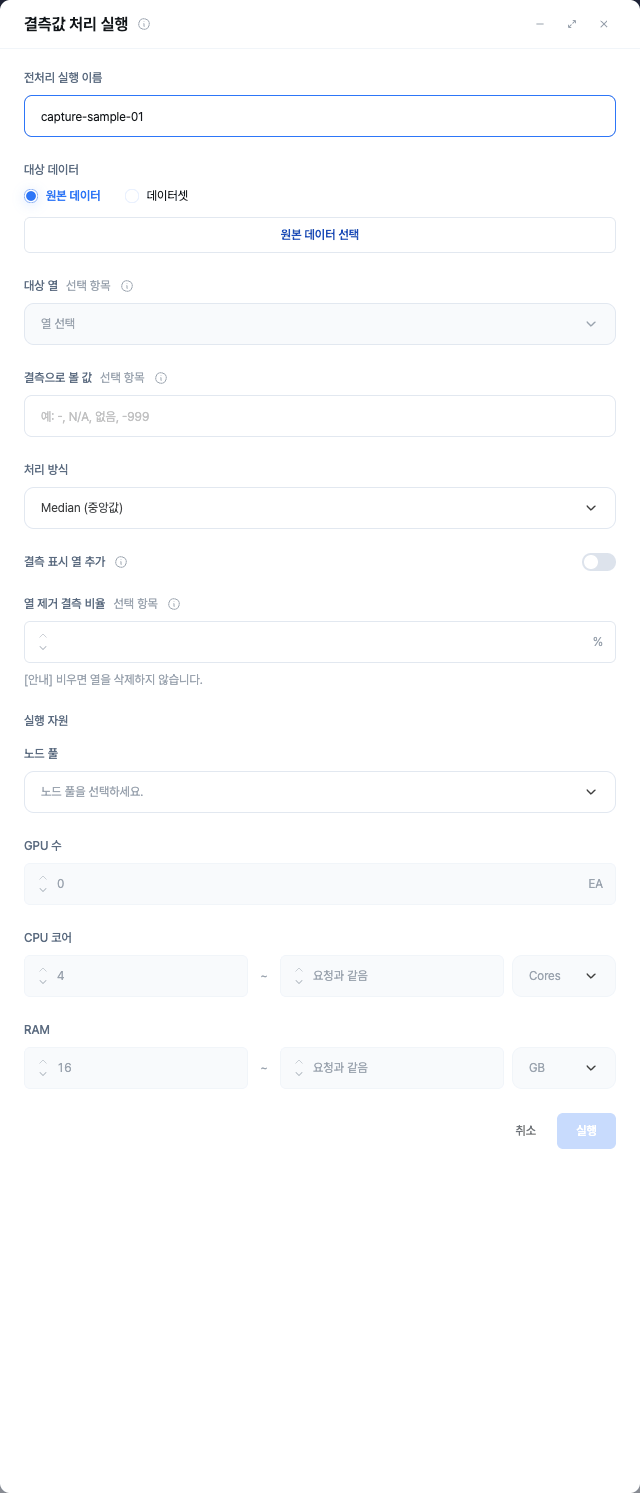 결측값 처리 실행
전처리 실행 이름
capture-sample-01
대상 데이터
원본 데이터 데이터셋
원본 데이터 선택
대상 열 선택 항목
열 선택
결측으로 볼 값 선택 항목
예: -, N/A, 없음, -999
처리 방식
Median (중앙값)
결측 표시 열 추가
열 제거 결측 비율 선택 항목
%
[안내] 비우면 열을 삭제하지 않습니다.
실행 자원
노드 풀
노드 풀을 선택하세요.
GPU 수
0 EA
CPU 코어
4 ~ 요청과 같음 Cores
RAM
16 ~ 요청과 같음 GB
취소 실행